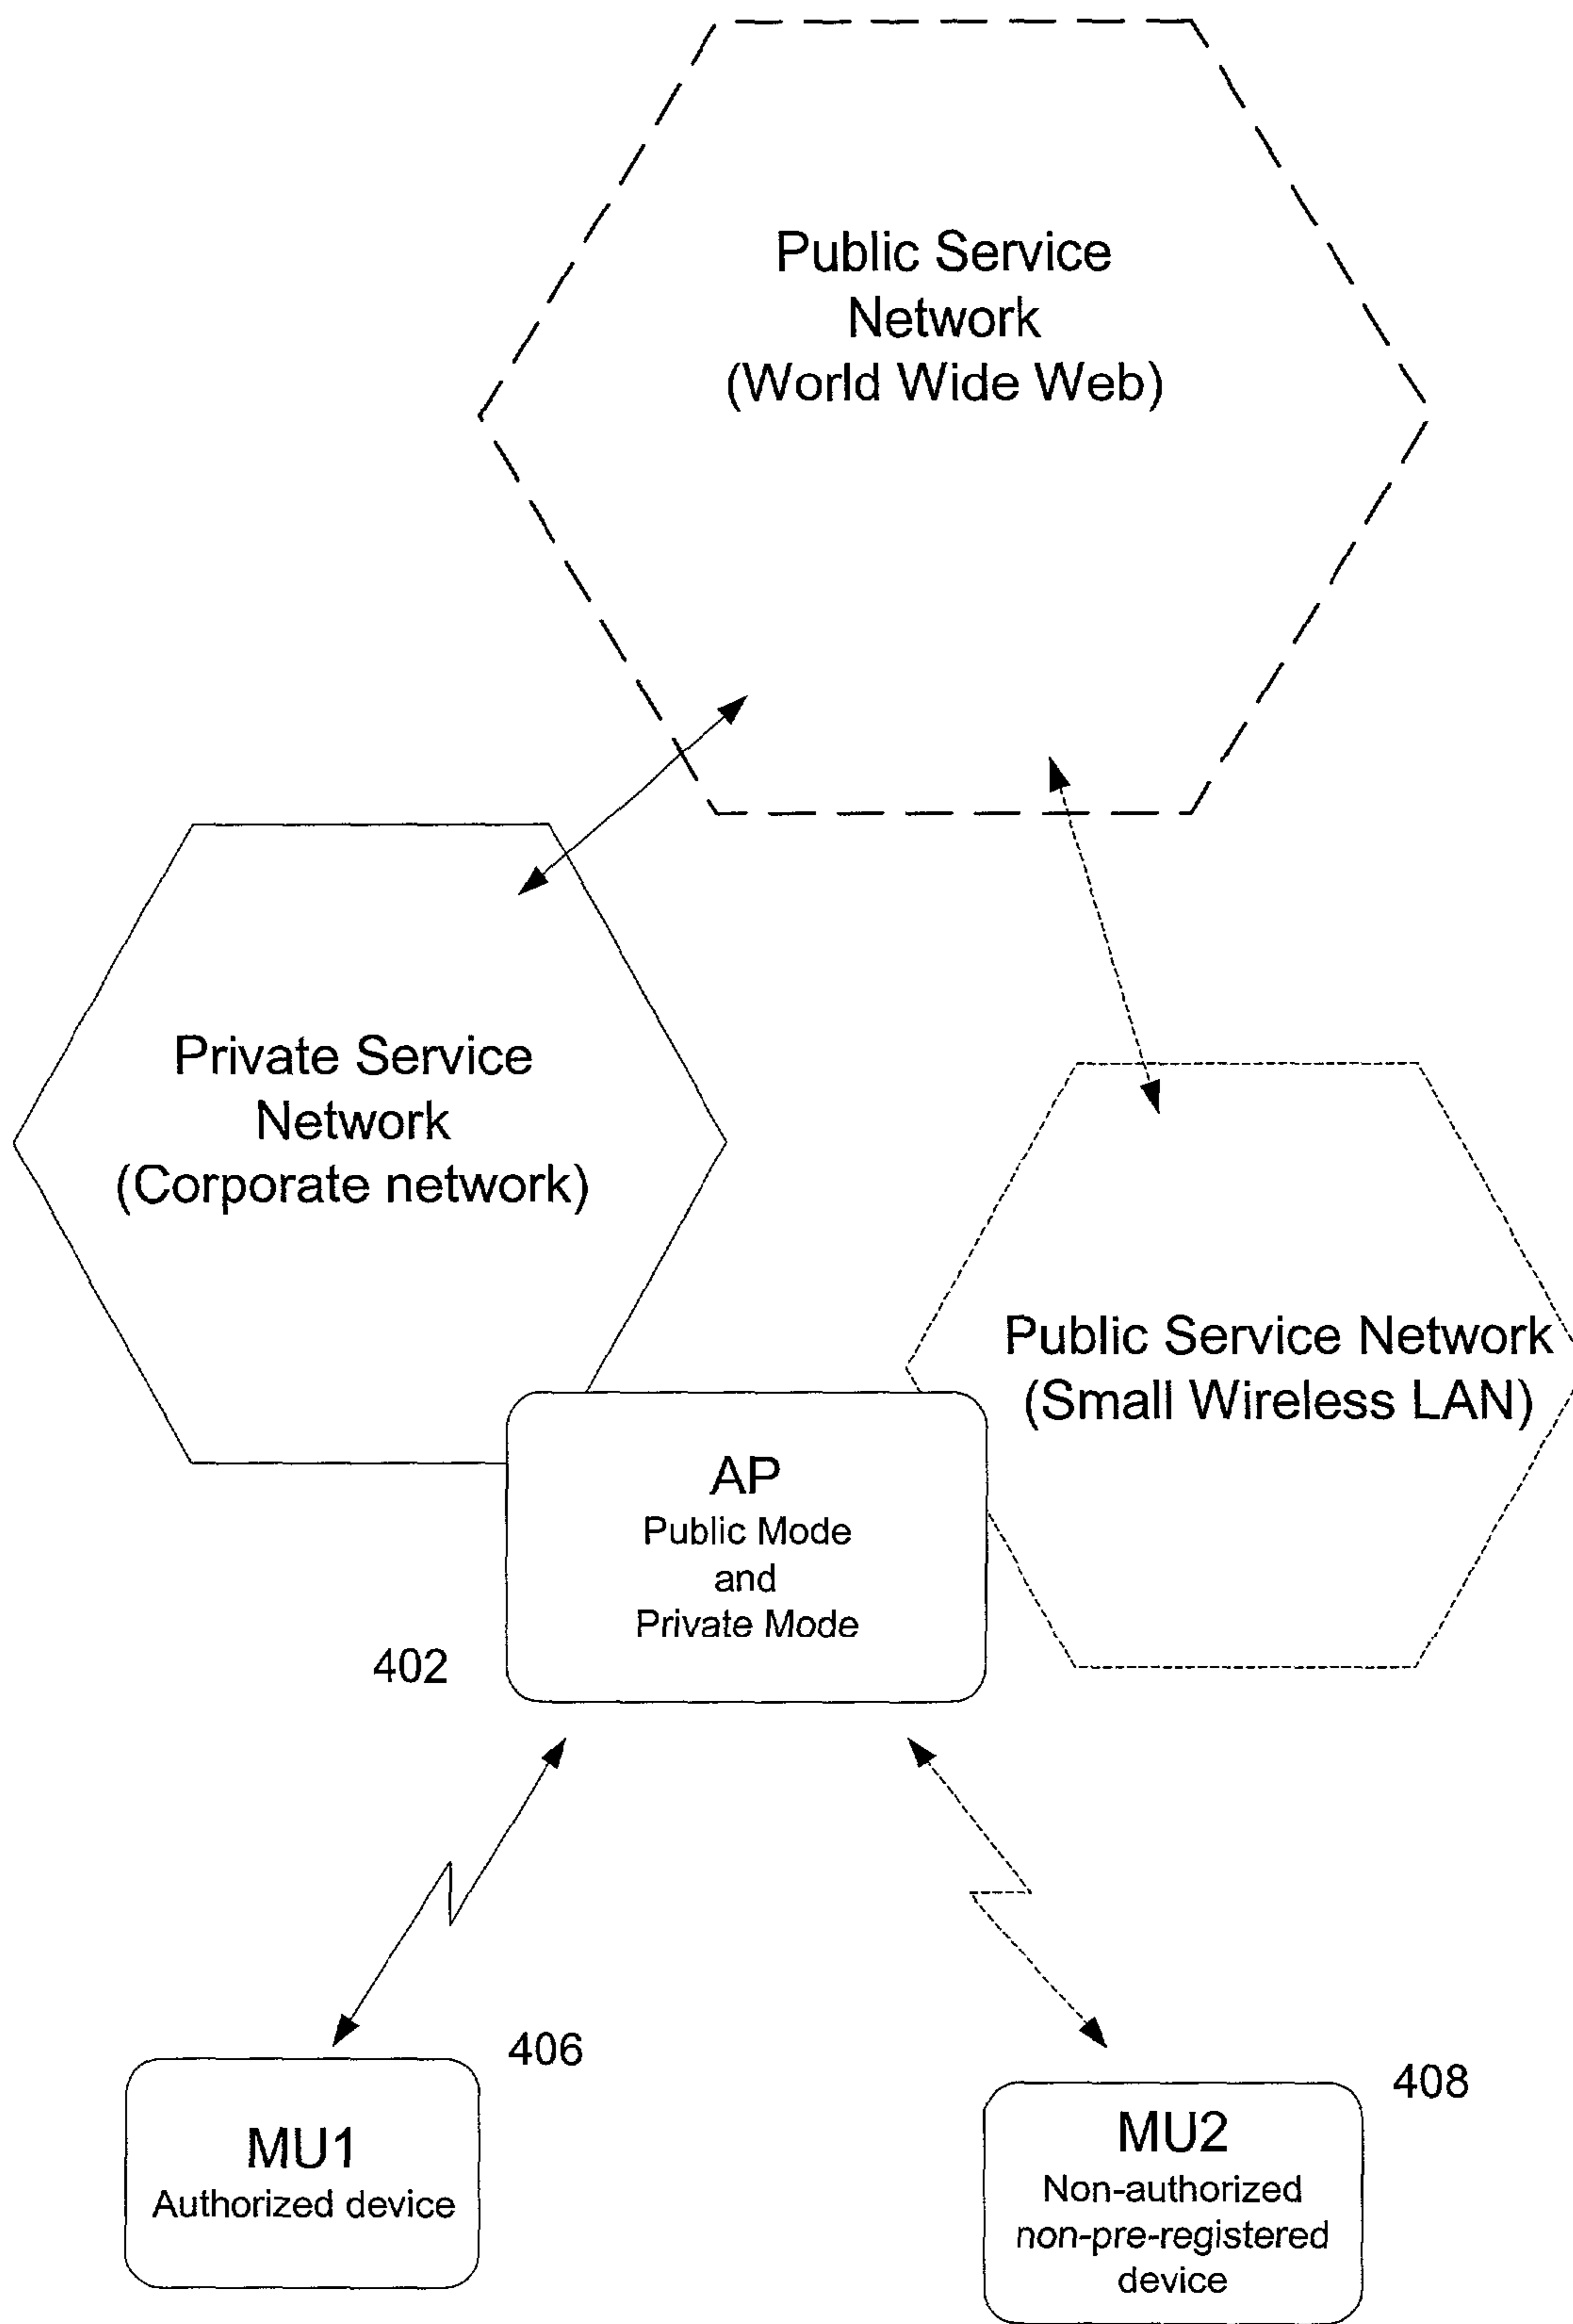 Public Service
Network
(World Wide Web)
Private Service
Network
(Corporate network)
Public Service Network
(Small Wireless LAN)
AP
Public Mode
and
Private Mode
402
406
MU1
Authorized device
408
MU2
Non-authorized
non-pre-registered
device